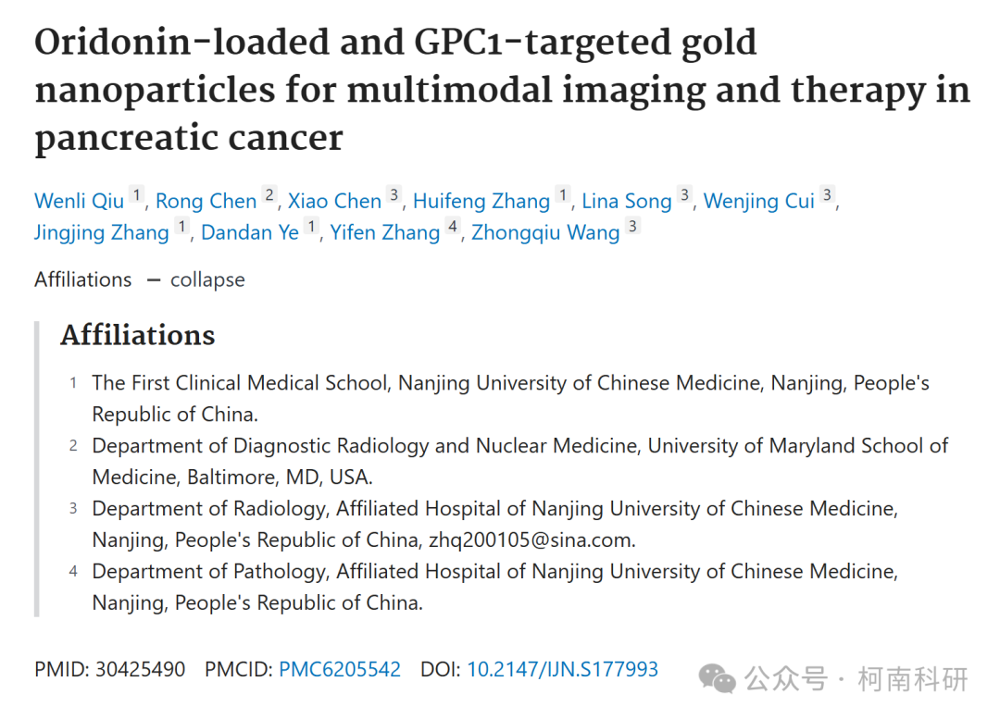 Oridonin-loaded and GPC1-targeted gold
nanoparticles for multimodal imaging and therapy in
pancreatic cancer
Wenli Qiu 1, Rong Chen 2, Xiao Chen 3, Huifeng Zhang 1, Lina Song 3, Wenjing Cui 3,
Jingjing Zhang 1, Dandan Ye 1, Yifen Zhang 4, Zhongqiu Wang 3
Affiliations — collapse
Affiliations
1 The First Clinical Medical School, Nanjing University of Chinese Medicine, Nanjing, People's
Republic of China.
2 Department of Diagnostic Radiology and Nuclear Medicine, University of Maryland School of
Medicine, Baltimore, MD, USA.
3 Department of Radiology, Affiliated Hospital of Nanjing University of Chinese Medicine,
Nanjing, People's Republic of China, zhq200105@sina.com.
4 Department of Pathology, Affiliated Hospital of Nanjing University of Chinese Medicine,
Nanjing, People's Republic of China.
PMID: 30425490 PMCID: PMC6205542 DOI: 10.2147/IJN.S177993
公众号 · 柯南科研